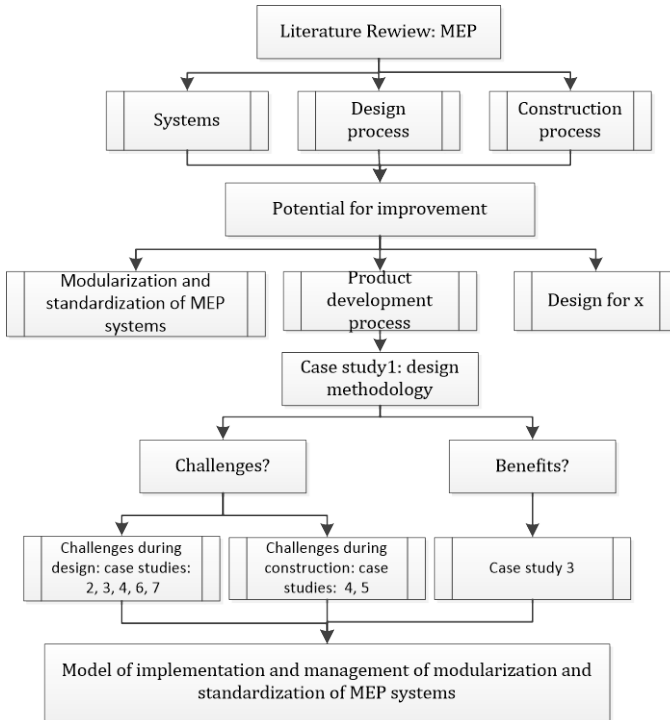 Literature Rewiew: MEP
Systems
Design
process
Construction
process
Potential for improvement
Modularization and
standardization of MEP
systems
Product
development
process
Design for x
Case study1: design
methodology
Challenges?
Benefits?
Challenges during
design: case studies:
2, 3, 4, 6, 7
Challenges during
construction: case
studies: 4, 5
Case study 3
Model of implementation and management of modularization and
standardization of MEP systems